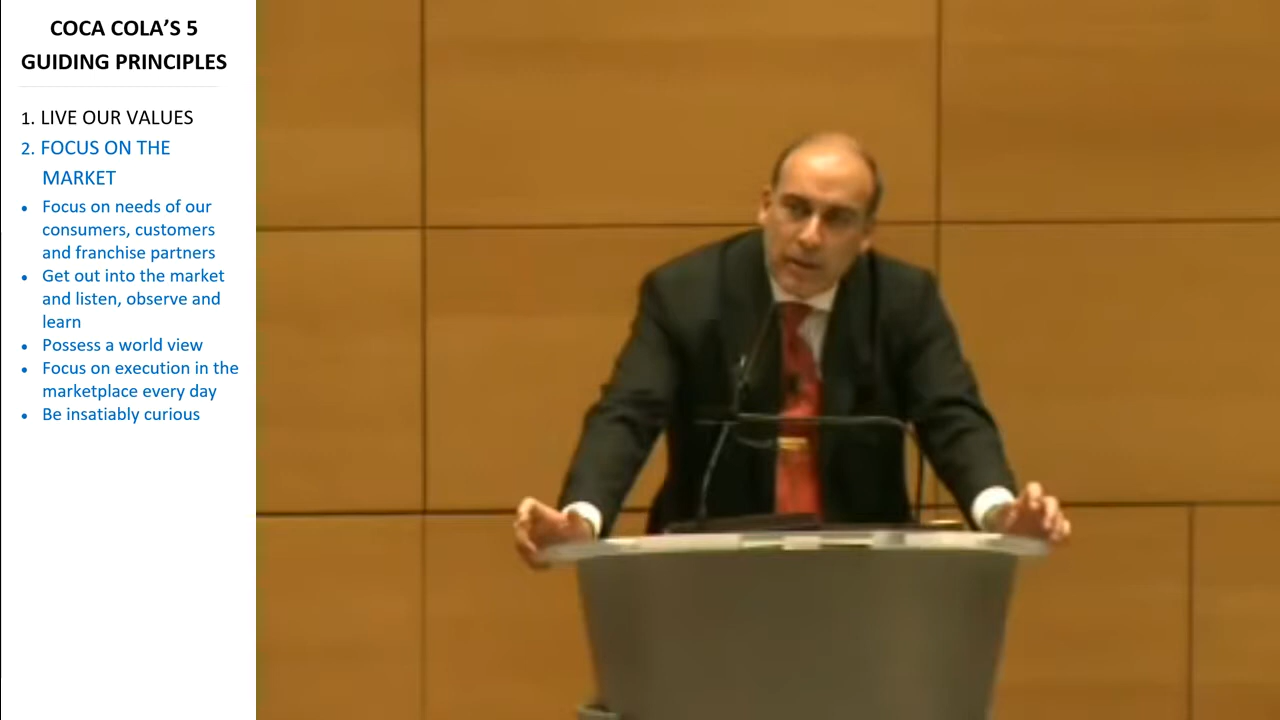 COCA COLA’S 5
GUIDING PRINCIPLES
1. LIVE OUR VALUES
2. FOCUS ON THE
MARKET
• Focus on needs of our
consumers, customers
and franchise partners
• Get out into the market
and listen, observe and
learn
• Possess a world view
• Focus on execution in the
marketplace every day
• Be insatiably curious